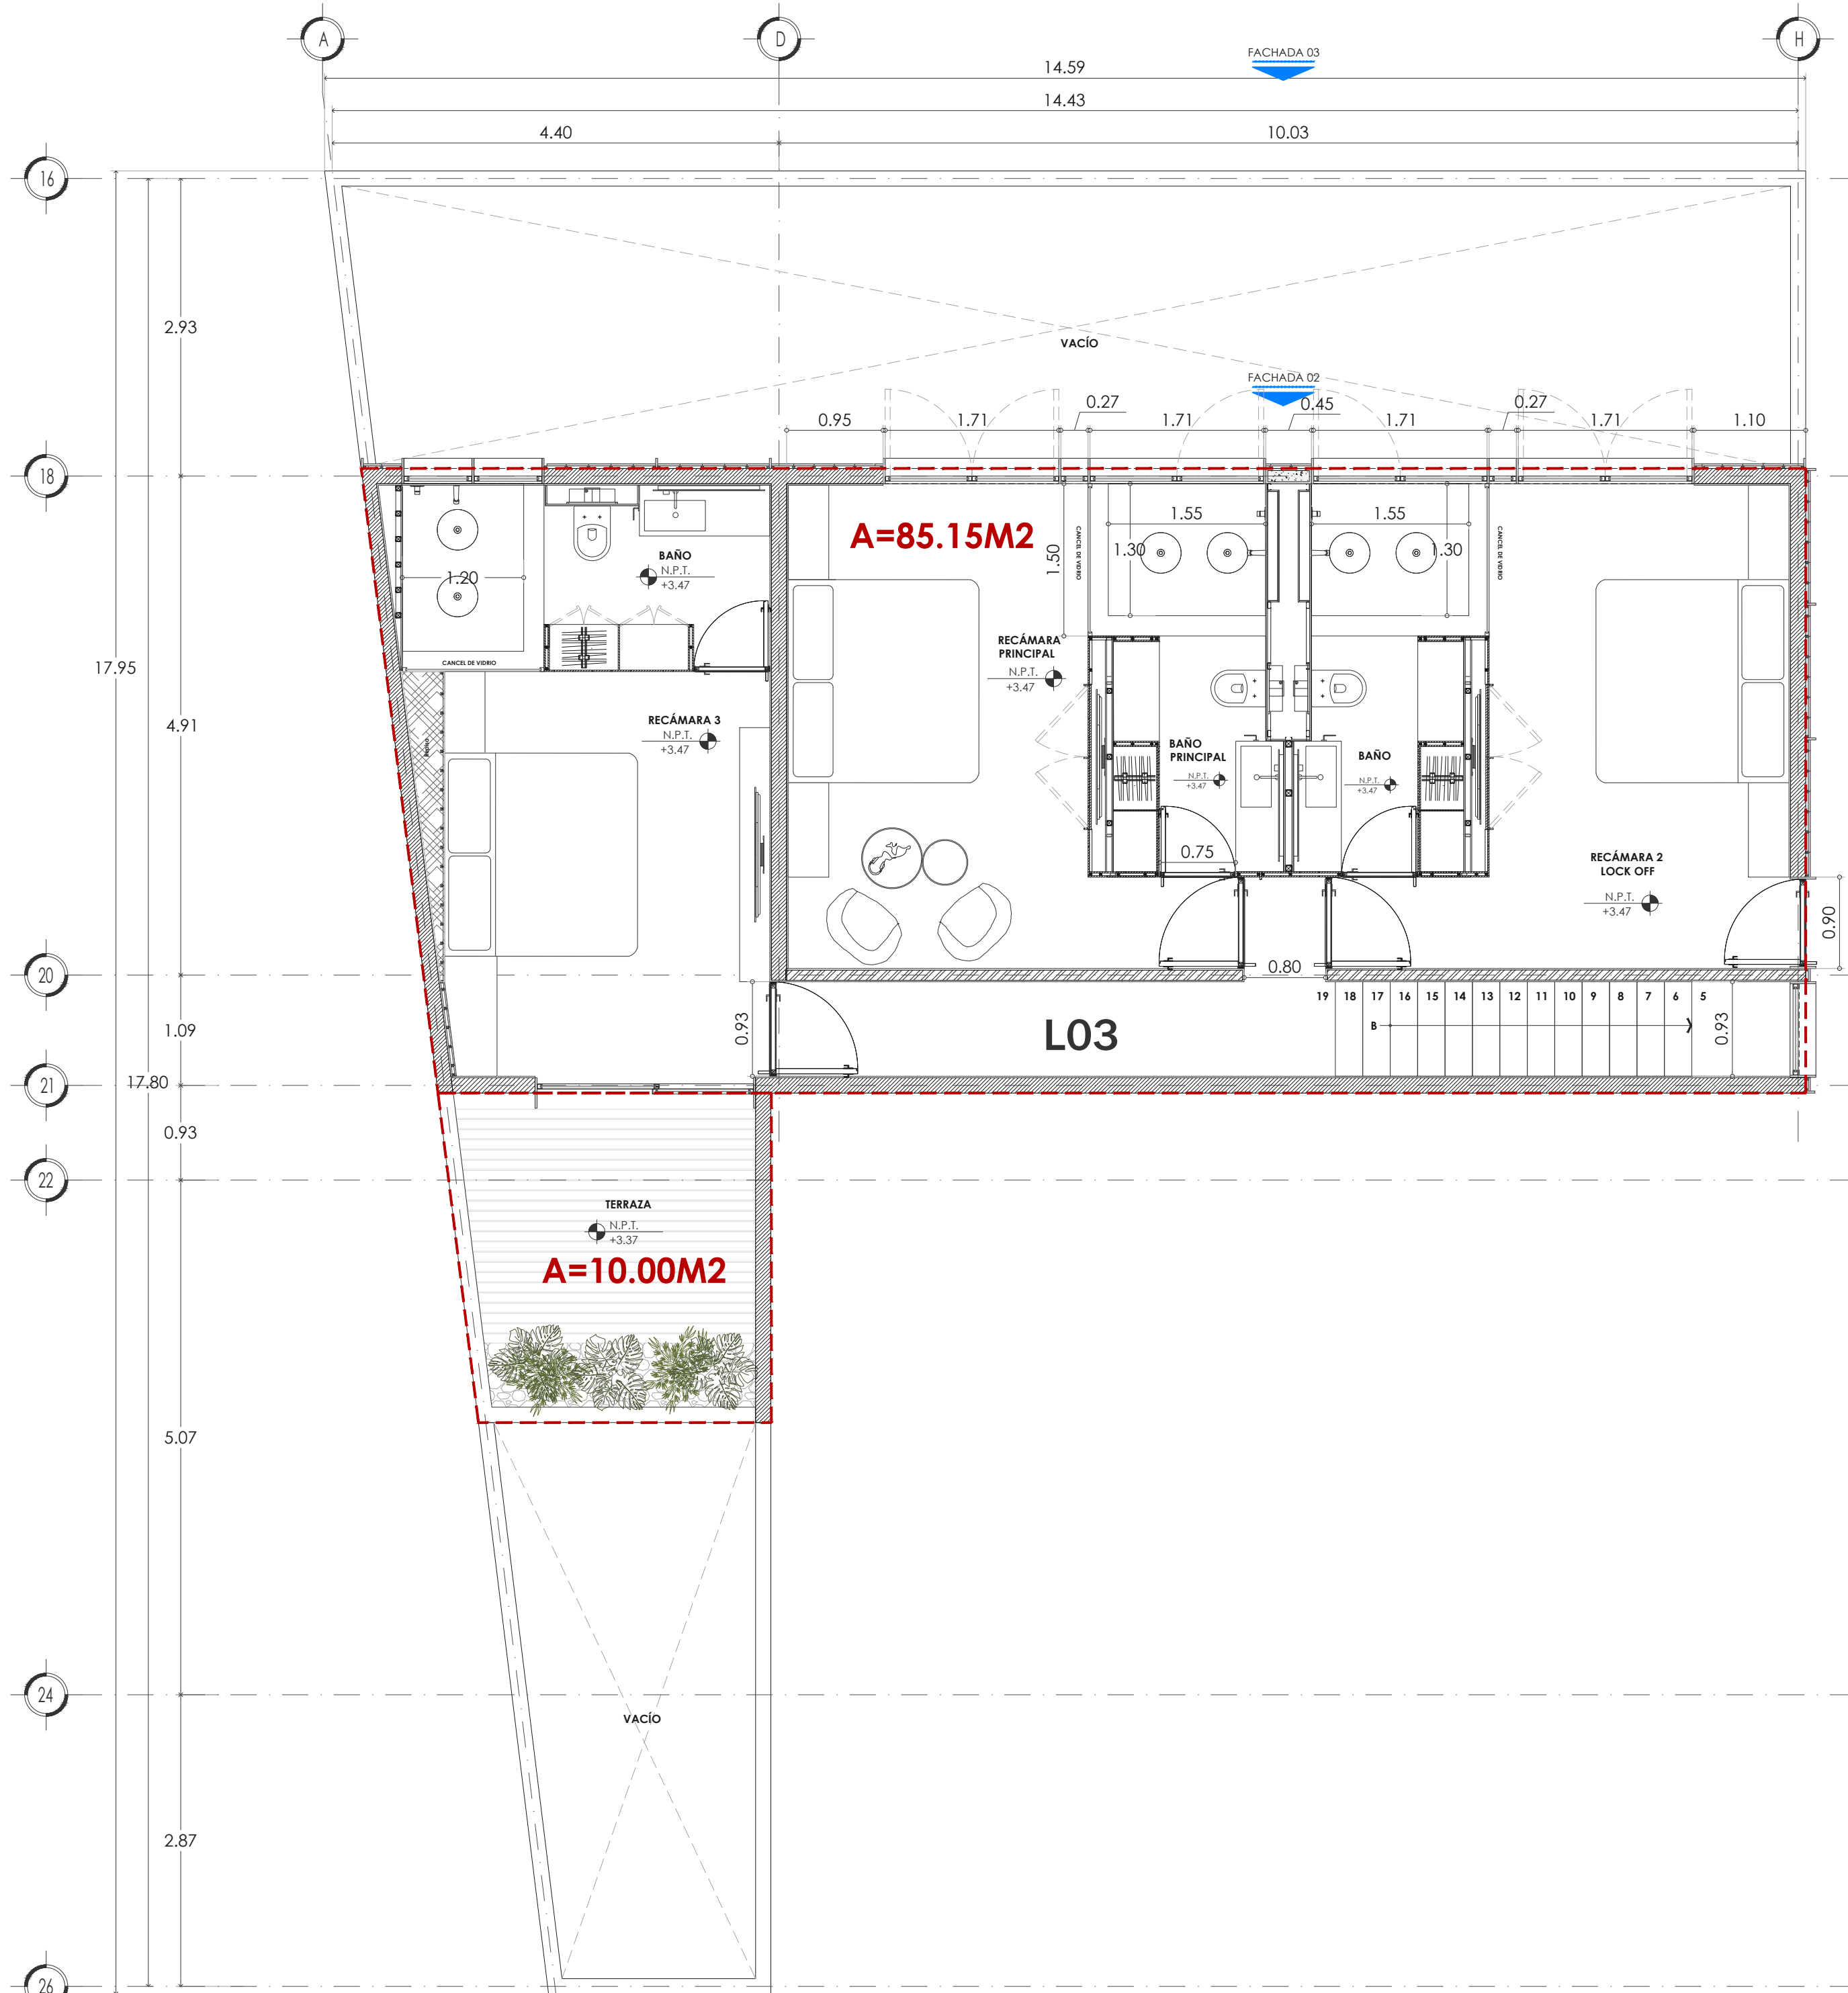 A
D
H
FACHADA 03
14.59
14.43
4.40
10.03
16
2.93
VACÍO
FACHADA 02
0.95
1.71
0.27
1.71
0.45
1.71
0.27
1.71
1.10
18
A=85.15M2
1.55
1.55
1.30
1.30
1.50
CANCEL DE VIDRIO
CANCEL DE VIDRIO
BAÑO
N.P.T.
+3.47
1.20
CANCEL DE VIDRIO
RECÁMARA
PRINCIPAL
N.P.T.
+3.47
17.95
4.91
RECÁMARA 3
N.P.T.
+3.47
BAÑO
PRINCIPAL
N.P.T.
+3.47
BAÑO
N.P.T.
+3.47
0.75
RECÁMARA 2
LOCK OFF
N.P.T.
+3.47
0.90
20
0.80
19 18 17 16 15 14 13 12 11 10 9 8 7 6 5
B
0.93
L03
0.93
1.09
21
17.80
0.93
22
TERRAZA
N.P.T.
+3.37
A=10.00M2
5.07
24
VACÍO
2.87
26